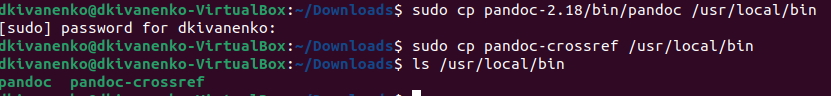 dkivanenko@dkivanenko-VirtualBox:~/Downloads$ sudo cp pandoc-2.18/bin/pandoc /usr/local/bin
[sudo] password for dkivanenko:
dkivanenko@dkivanenko-VirtualBox:~/Downloads$ sudo cp pandoc-crossref /usr/local/bin
dkivanenko@dkivanenko-VirtualBox:~/Downloads$ ls /usr/local/bin
pandoc  pandoc-crossref
dkivanenko@dkivanenko-VirtualBox:~/Downloads$